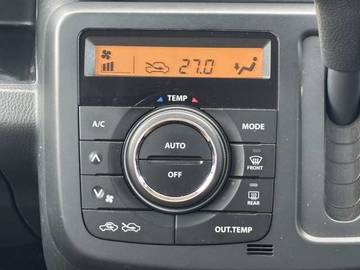 27.0
TEMP
A/C
MODE
AUTO
OFF
FRONT
REAR
OUT.TEMP